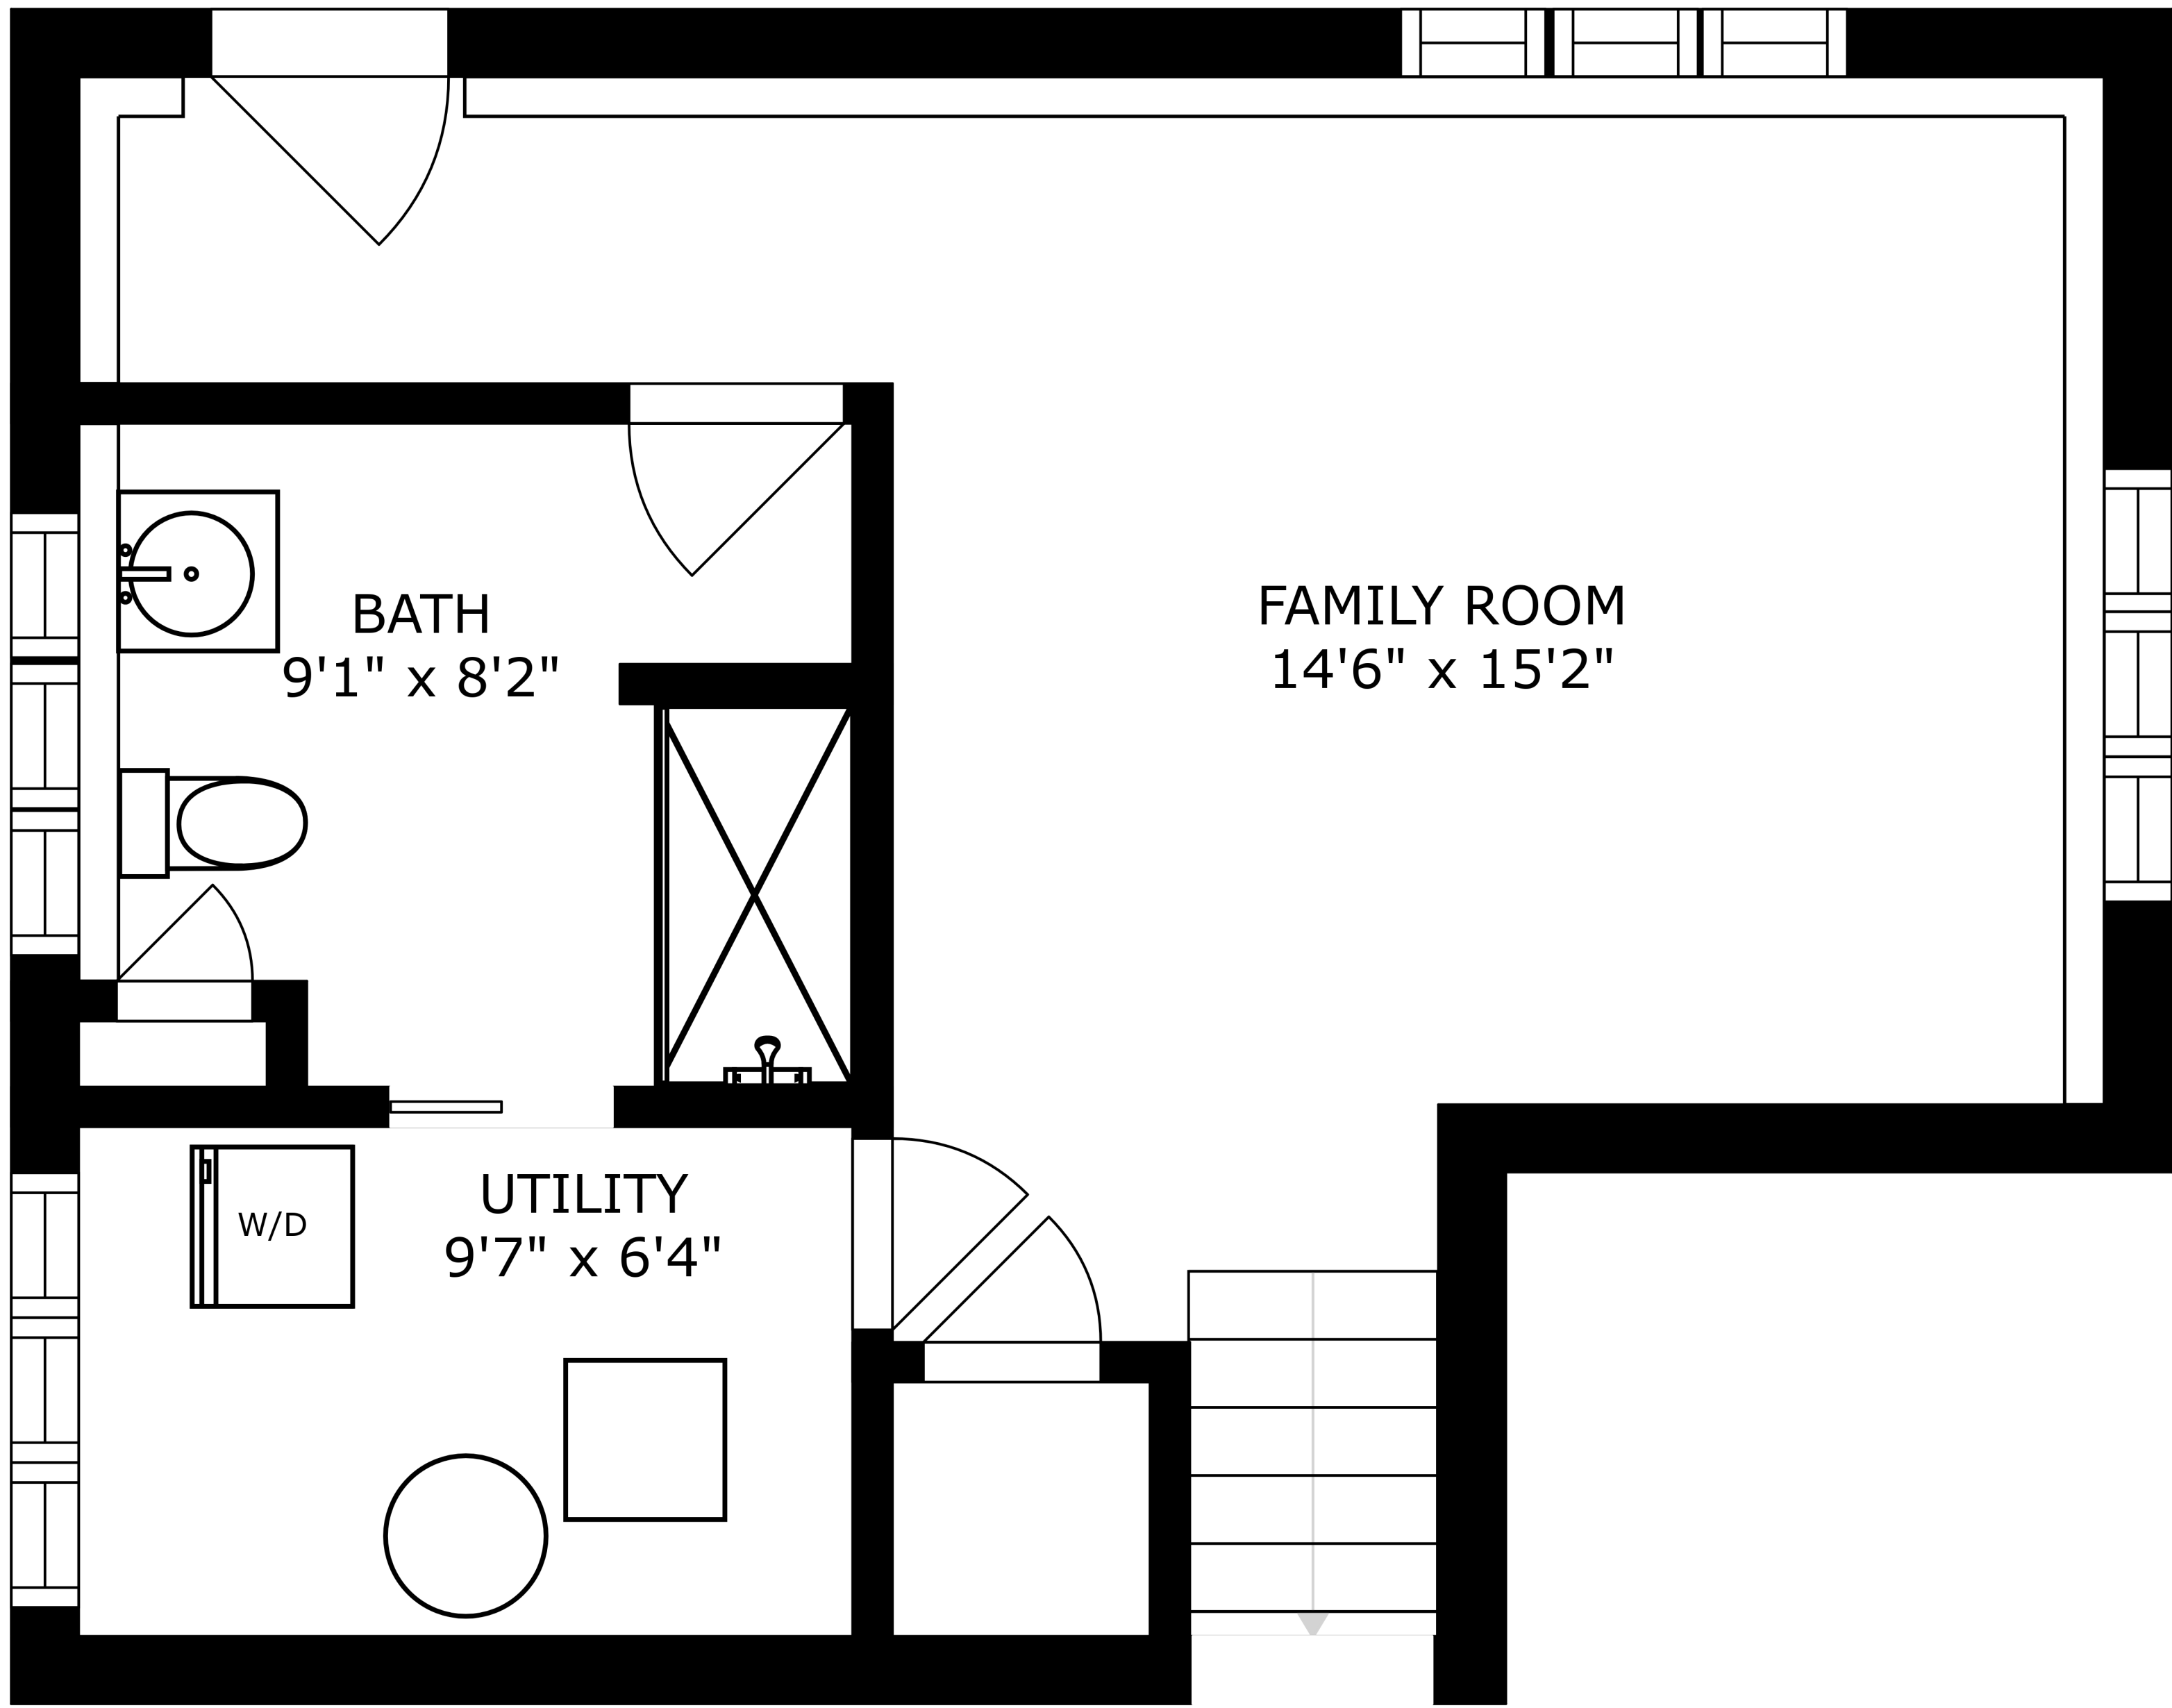 BATH
9'1" x 8'2"
FAMILY ROOM
14'6" x 15'2"
UTILITY
9'7" x 6'4"
W/D